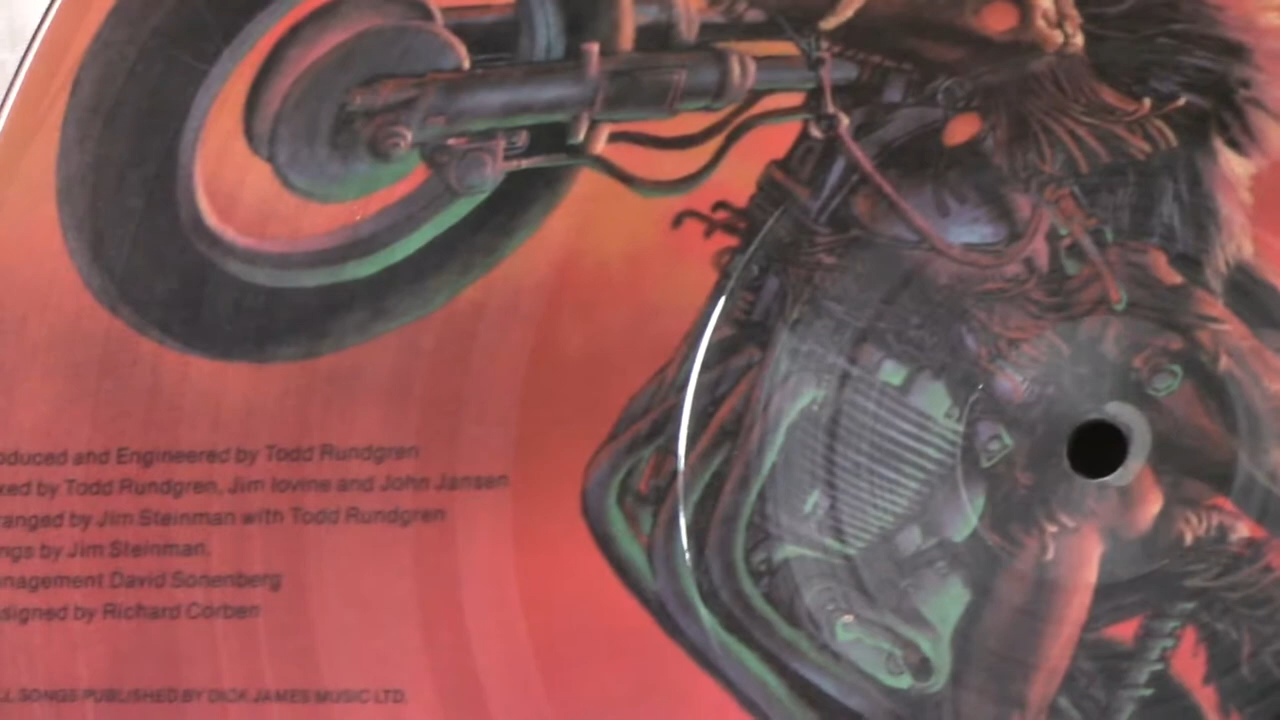 oduced and Engineered by Todd Rundgren
xed by Todd Rundgren, Jim Iovine and John Jansen
ranged by Jim Steinman with Todd Rundgren
ngs by Jim Steinman.
nagement David Sonenberg
signed by Richard Corben
L SONGS PUBLISHED BY DICK JAMES MUSIC LTD.